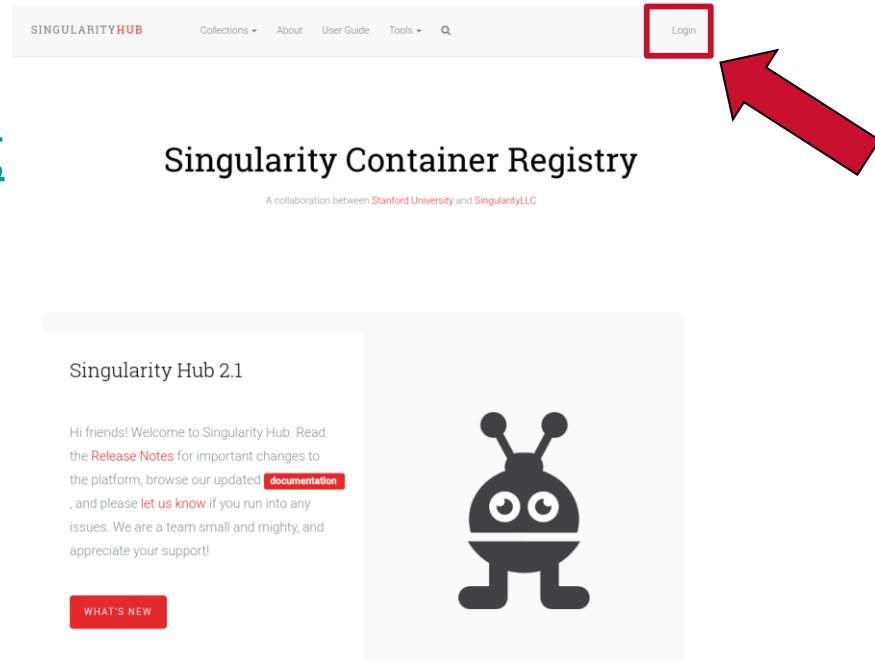 SINGULARITYHUB Collections About User Guide Tools Login
Singularity Container Registry
A collaboration between Stanford University and SingularityLLC
Singularity Hub 2.1
Hi friends! Welcome to Singularity Hub. Read
the Release Notes for important changes to
the platform, browse our updated documentation
, and please let us know if you run into any
issues. We are a team small and mighty, and
appreciate your support!
WHAT'S NEW